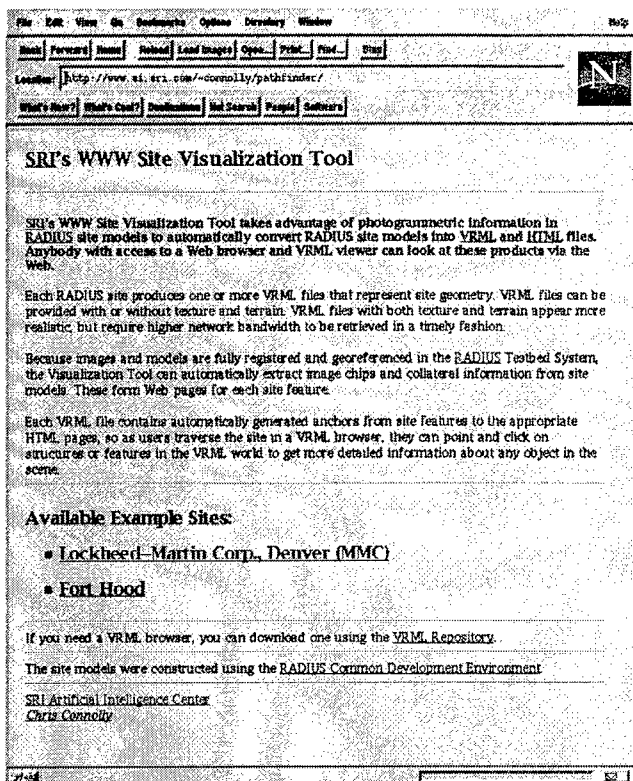 File Edit View Go Bookmarks Options Directory Window Help
Back Forward Home Reload Load Images Open... Print... Find... Stop
Location: http://www.ai.sri.com/~connolly/pathfinder/
N
What's New? What's Cool? Destinations Net Search People Software
SRI's WWW Site Visualization Tool
SRI's WWW Site Visualization Tool takes advantage of photogrammetric information in
RADIUS site models to automatically convert RADIUS site models into VRML and HTML files.
Anybody with access to a Web browser and VRML viewer can look at these products via the
Web.
Each RADIUS site produces one or more VRML files that represent site geometry. VRML files can be
provided with or without texture and terrain. VRML files with both texture and terrain appear more
realistic, but require higher network bandwidth to be retrieved in a timely fashion.
Because images and models are fully registered and georeferenced in the RADIUS Testbed System,
the Visualization Tool can automatically extract image chips and collateral information from site
models. These form Web pages for each site feature.
Each VRML file contains automatically generated anchors from site features to the appropriate
HTML pages, so as users traverse the site in a VRML browser, they can point and click on
structures or features in the VRML world to get more detailed information about any object in the
scene.
Available Example Sites:
• Lockheed-Martin Corp., Denver (MMC)
• Fort Hood
If you need a VRML browser, you can download one using the VRML Repository.
The site models were constructed using the RADIUS Common Development Environment
SRI Artificial Intelligence Center
Chris Connolly